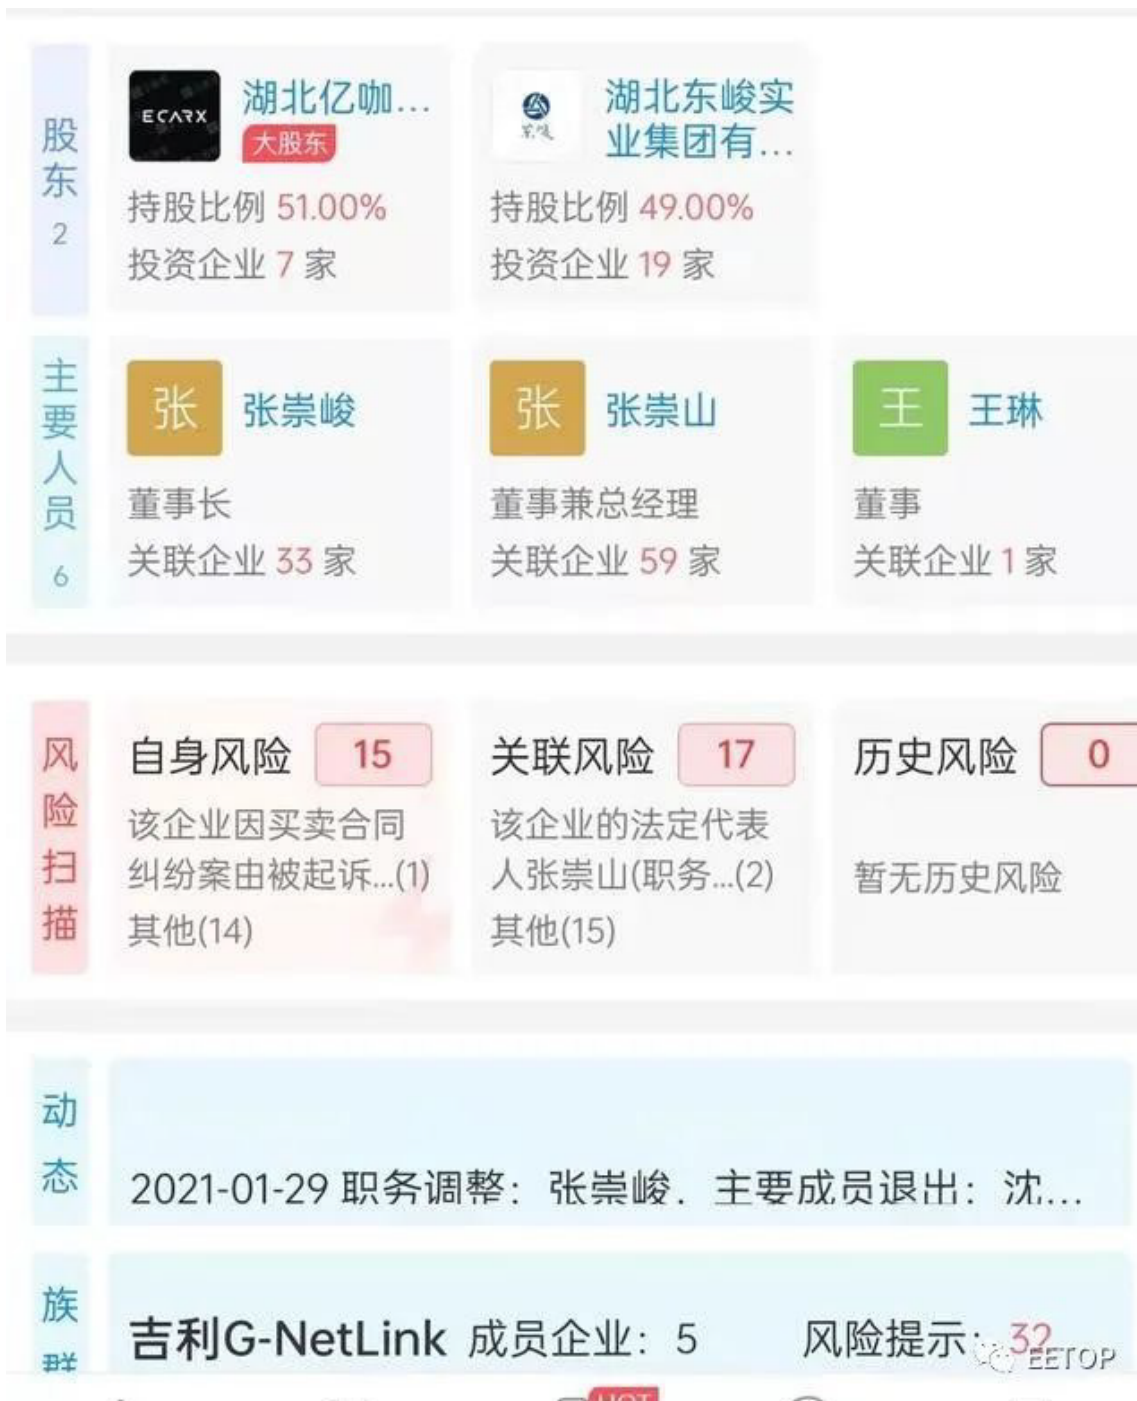 股东
2
ECARX
湖北亿咖...
大股东
持股比例 51.00%
投资企业 7 家
湖北东峻实
业集团有...
持股比例 49.00%
投资企业 19 家
主要人员
6
张
张崇峻
董事长
关联企业 33 家
张
张崇山
董事兼总经理
关联企业 59 家
王
王琳
董事
关联企业 1 家
风险扫描
自身风险 15
该企业因买卖合同
纠纷案由被起诉...(1)
其他(14)
关联风险 17
该企业的法定代表
人张崇山(职务...(2)
其他(15)
历史风险 0
暂无历史风险
动态
2021-01-29 职务调整：张崇峻．主要成员退出：沈...
族群
吉利G-NetLink 成员企业：5 风险提示：32
EETOP
HOT